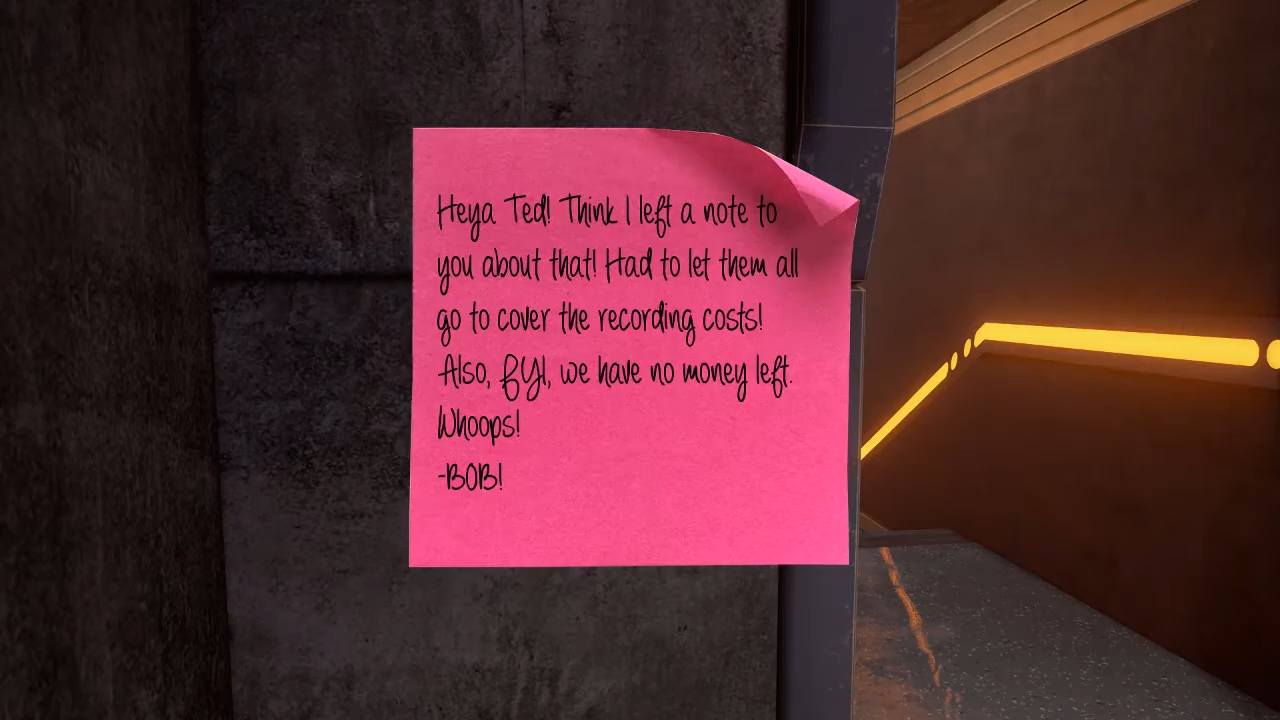 Heya Ted! Think I left a note to
you about that! Had to let them all
go to cover the recording costs!
Also, FYI, we have no money left.
Whoops!
-BOB!